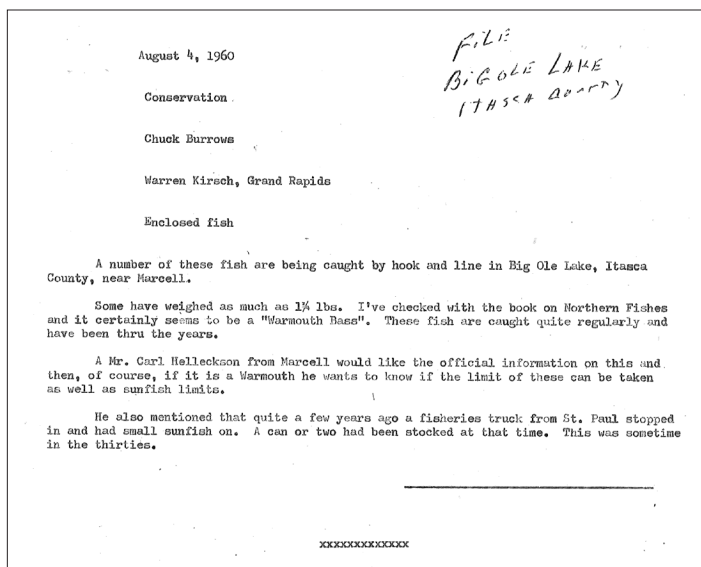 FILE
BIG OLE LAKE
ITASCA COUNTY
August 4, 1960
Conservation
Chuck Burrows
Warren Kirsch, Grand Rapids
Enclosed fish
A number of these fish are being caught by hook and line in Big Ole Lake, Itasca
County, near Marcell.
Some have weighed as much as 1¼ lbs. I've checked with the book on Northern Fishes
and it certainly seems to be a "Warmouth Bass". These fish are caught quite regularly and
have been thru the years.
A Mr. Carl Helleckson from Marcell would like the official information on this and
then, of course, if it is a Warmouth he wants to know if the limit of these can be taken
as well as sunfish limits.
He also mentioned that quite a few years ago a fisheries truck from St. Paul stopped
in and had small sunfish on. A can or two had been stocked at that time. This was sometime
in the thirties.
xxxxxxxxxxxxx